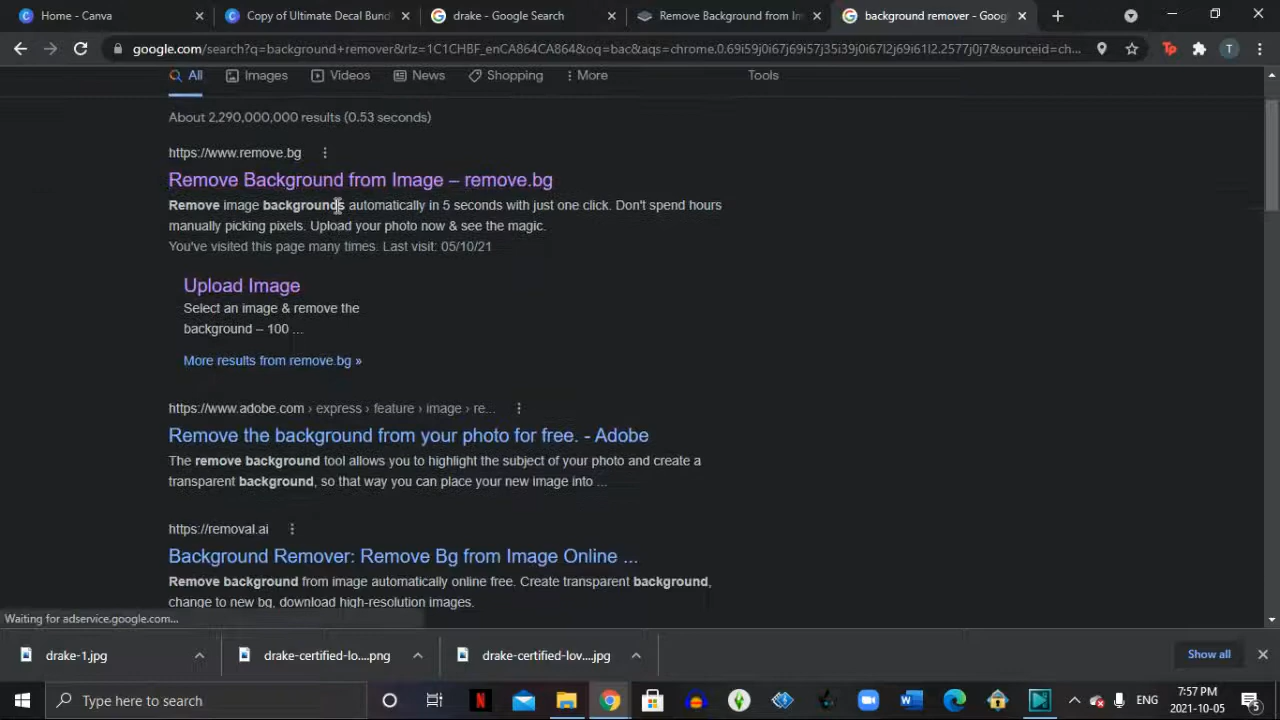 Home - Canva
Copy of Ultimate Decal Bun
drake - Google Search
Remove Background from Im
background remover - Goog
google.com/search?q=background+remover&rlz=1C1CHBF_enCA864CA864&oq=bac&aqs=chrome.0.69i59j0i67j69i57j35i39j0i67l2j69i61l2.2577j0j7&sourceid=ch...
T
All
Images
Videos
News
Shopping
More
Tools
About 2,290,000,000 results (0.53 seconds)
https://www.remove.bg
Remove Background from Image – remove.bg
Remove image backgrounds automatically in 5 seconds with just one click. Don't spend hours
manually picking pixels. Upload your photo now & see the magic.
You've visited this page many times. Last visit: 05/10/21
Upload Image
Select an image & remove the
background – 100 ...
More results from remove.bg »
https://www.adobe.com › express › feature › image › re...
Remove the background from your photo for free. - Adobe
The remove background tool allows you to highlight the subject of your photo and create a
transparent background, so that way you can place your new image into ...
https://removal.ai
Background Remover: Remove Bg from Image Online ...
Remove background from image automatically online free. Create transparent background,
change to new bg, download high-resolution images.
Waiting for adservice.google.com...
drake-1.jpg
drake-certified-lo....png
drake-certified-lov....jpg
Show all
Type here to search
ENG
7:57 PM
2021-10-05
5